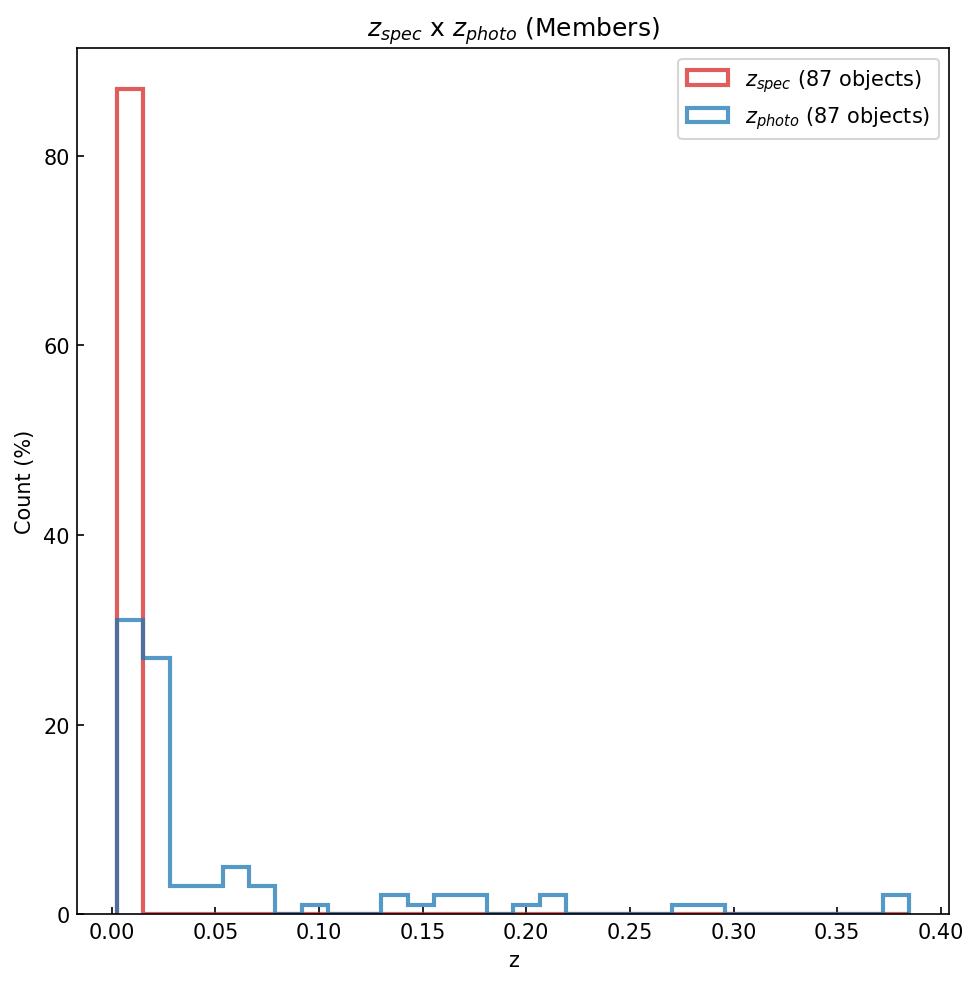 z_spec x z_photo (Members)
z_spec (87 objects)
z_photo (87 objects)
Count (%)
80
60
40
20
0
0.00 0.05 0.10 0.15 0.20 0.25 0.30 0.35 0.40
z